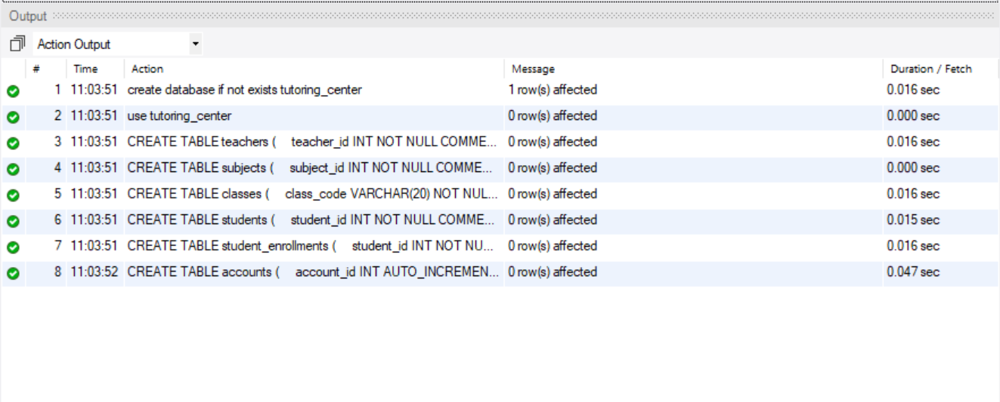 Output
Action Output
# Time Action Message Duration / Fetch
1 11:03:51 create database if not exists tutoring_center 1 row(s) affected 0.016 sec
2 11:03:51 use tutoring_center 0 row(s) affected 0.000 sec
3 11:03:51 CREATE TABLE teachers ( teacher_id INT NOT NULL COMME... 0 row(s) affected 0.016 sec
4 11:03:51 CREATE TABLE subjects ( subject_id INT NOT NULL COMME... 0 row(s) affected 0.000 sec
5 11:03:51 CREATE TABLE classes ( class_code VARCHAR(20) NOT NUL... 0 row(s) affected 0.016 sec
6 11:03:51 CREATE TABLE students ( student_id INT NOT NULL COMME... 0 row(s) affected 0.015 sec
7 11:03:51 CREATE TABLE student_enrollments ( student_id INT NOT NU... 0 row(s) affected 0.016 sec
8 11:03:52 CREATE TABLE accounts ( account_id INT AUTO_INCREMEN... 0 row(s) affected 0.047 sec